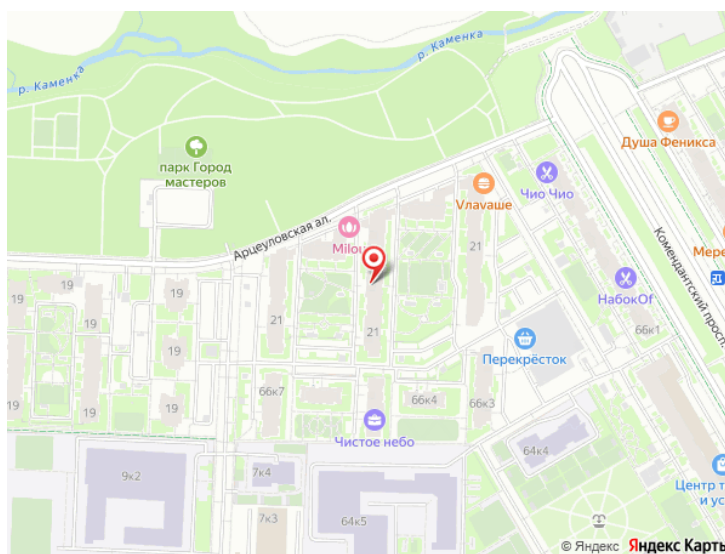 р. Каменка
р. Каменка
Душа Феникса
парк Город
мастеров
Чио Чио
Vлаvаше
Арцеуловская ал.
Milou
21
Мере
Комендантский просп.
19
НабокОf
19
21
21
66к1
19
Перекрёсток
66к7
66к4
66к3
19
19
19
Чистое небо
64к4
9к2
7к4
Центр т
и ус
7к3
64к5
© Яндекс Яндекс Карты